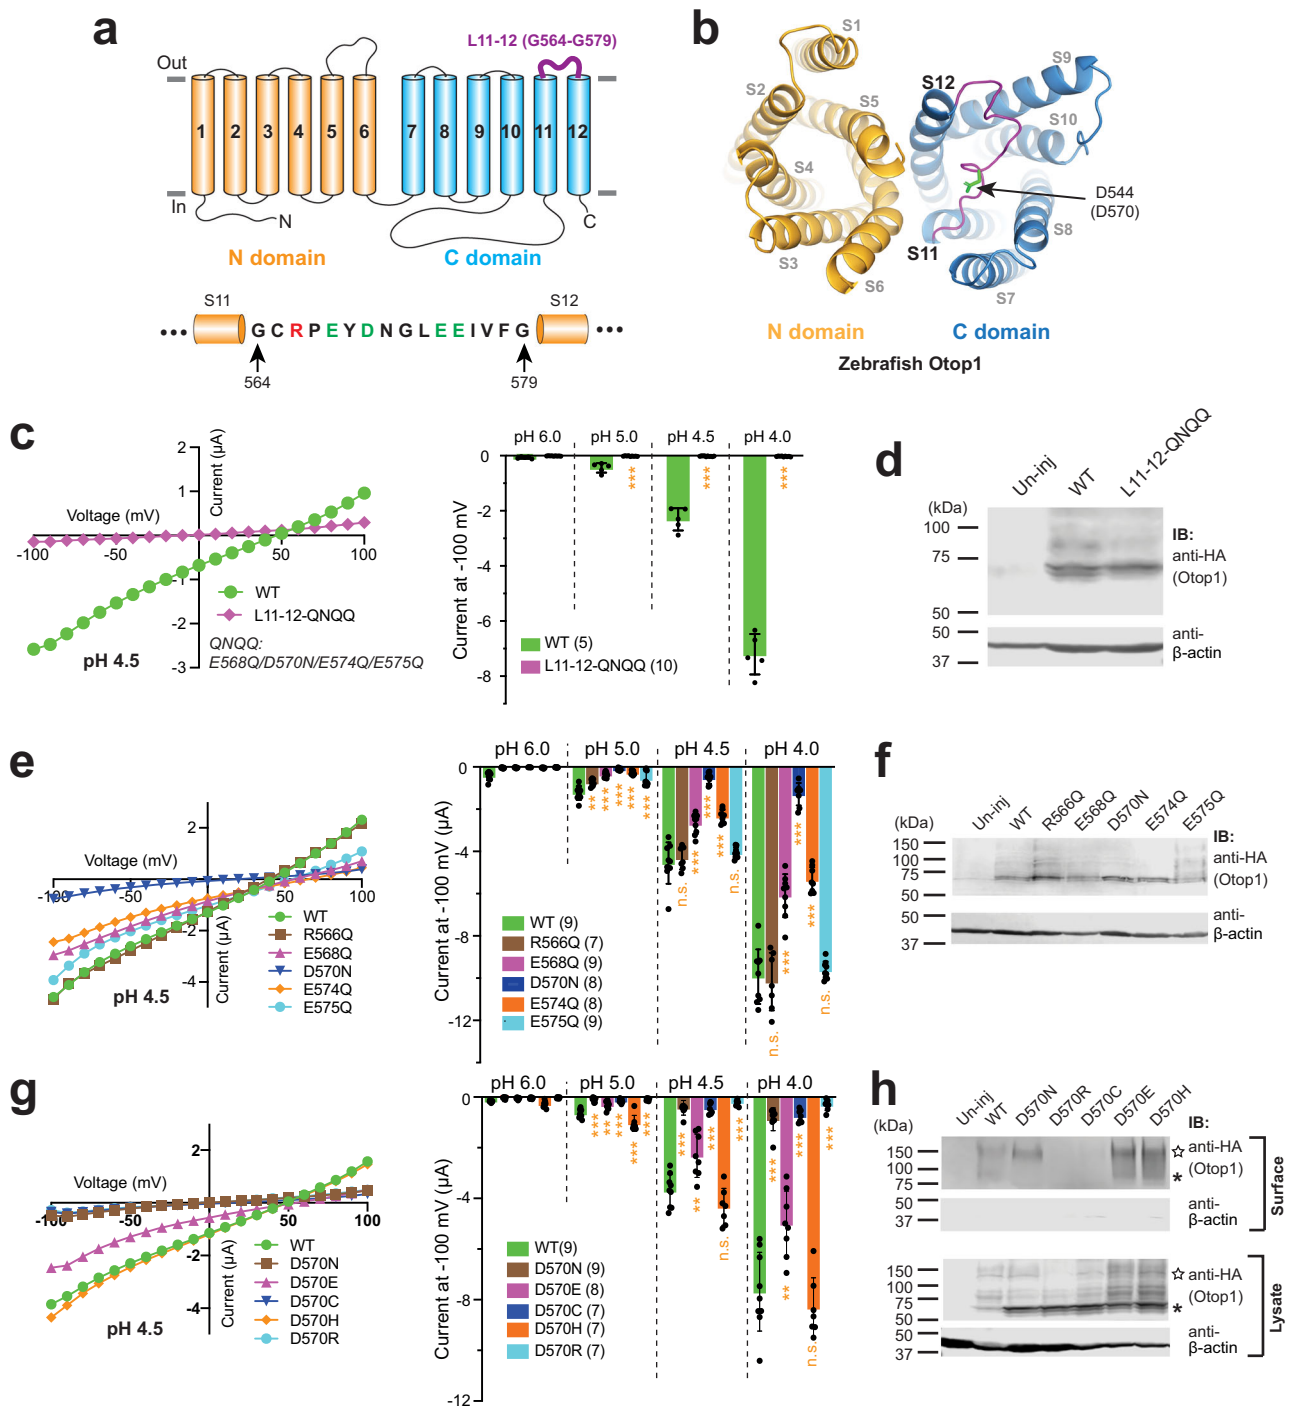 a
L11-12 (G564-G579)
Out
1 2 3 4 5 6 7 8 9 10 11 12
In
N
C
N domain
C domain
S11
S12
••• G C R P E Y D N G L E E I V F G •••
564
579
b
S1
S2
S5
S4
S3
S6
S12
S9
S10
D544
(D570)
S8
S11
S7
N domain
C domain
Zebrafish Otop1
c
Current (µA)
Voltage (mV)
2
1
-100 -50 50 100
-1
-2
-3
WT
L11-12-QNQQ
QNQQ:
E568Q/D570N/E574Q/E575Q
pH 4.5
pH 6.0
pH 5.0
pH 4.5
pH 4.0
Current at -100 mV
0
-2
-4
-6
-8
***
***
***
WT (5)
L11-12-QNQQ (10)
d
Un-inj
WT
L11-12-QNQQ
(kDa)
100
75
50
50
37
IB:
anti-HA
(Otop1)
anti-
β-actin
e
Voltage (mV)
2
-100 -50 50 100
-2
-4
Current (µA)
WT
R566Q
E568Q
D570N
E574Q
E575Q
pH 4.5
pH 6.0
pH 5.0
pH 4.5
pH 4.0
Current at -100 mV (µA)
0
-4
-8
-12
**
***
***
***
***
n.s.
***
***
***
n.s.
n.s.
***
***
***
n.s.
WT (9)
R566Q (7)
E568Q (9)
D570N (8)
E574Q (8)
E575Q (9)
f
Un-inj
WT
R566Q
E568Q
D570N
E574Q
E575Q
(kDa)
150
100
75
50
50
37
IB:
anti-HA
(Otop1)
anti-
β-actin
g
Voltage (mV)
2
-100 -50 50 100
-2
-4
Current (µA)
WT
D570N
D570E
D570C
D570H
D570R
pH 4.5
pH 6.0
pH 5.0
pH 4.5
pH 4.0
Current at -100 mV (µA)
0
-4
-8
-12
***
***
***
***
***
***
**
***
n.s.
***
***
**
***
n.s.
***
WT(9)
D570N (9)
D570E (8)
D570C (7)
D570H (7)
D570R (7)
h
Un-inj
WT
D570N
D570R
D570C
D570E
D570H
(kDa)
150
100
75
50
37
IB:
☆ anti-HA
(Otop1)
*
anti-
β-actin
Surface
150
100
75
50
50
37
☆ anti-HA
(Otop1)
*
anti-
β-actin
Lysate